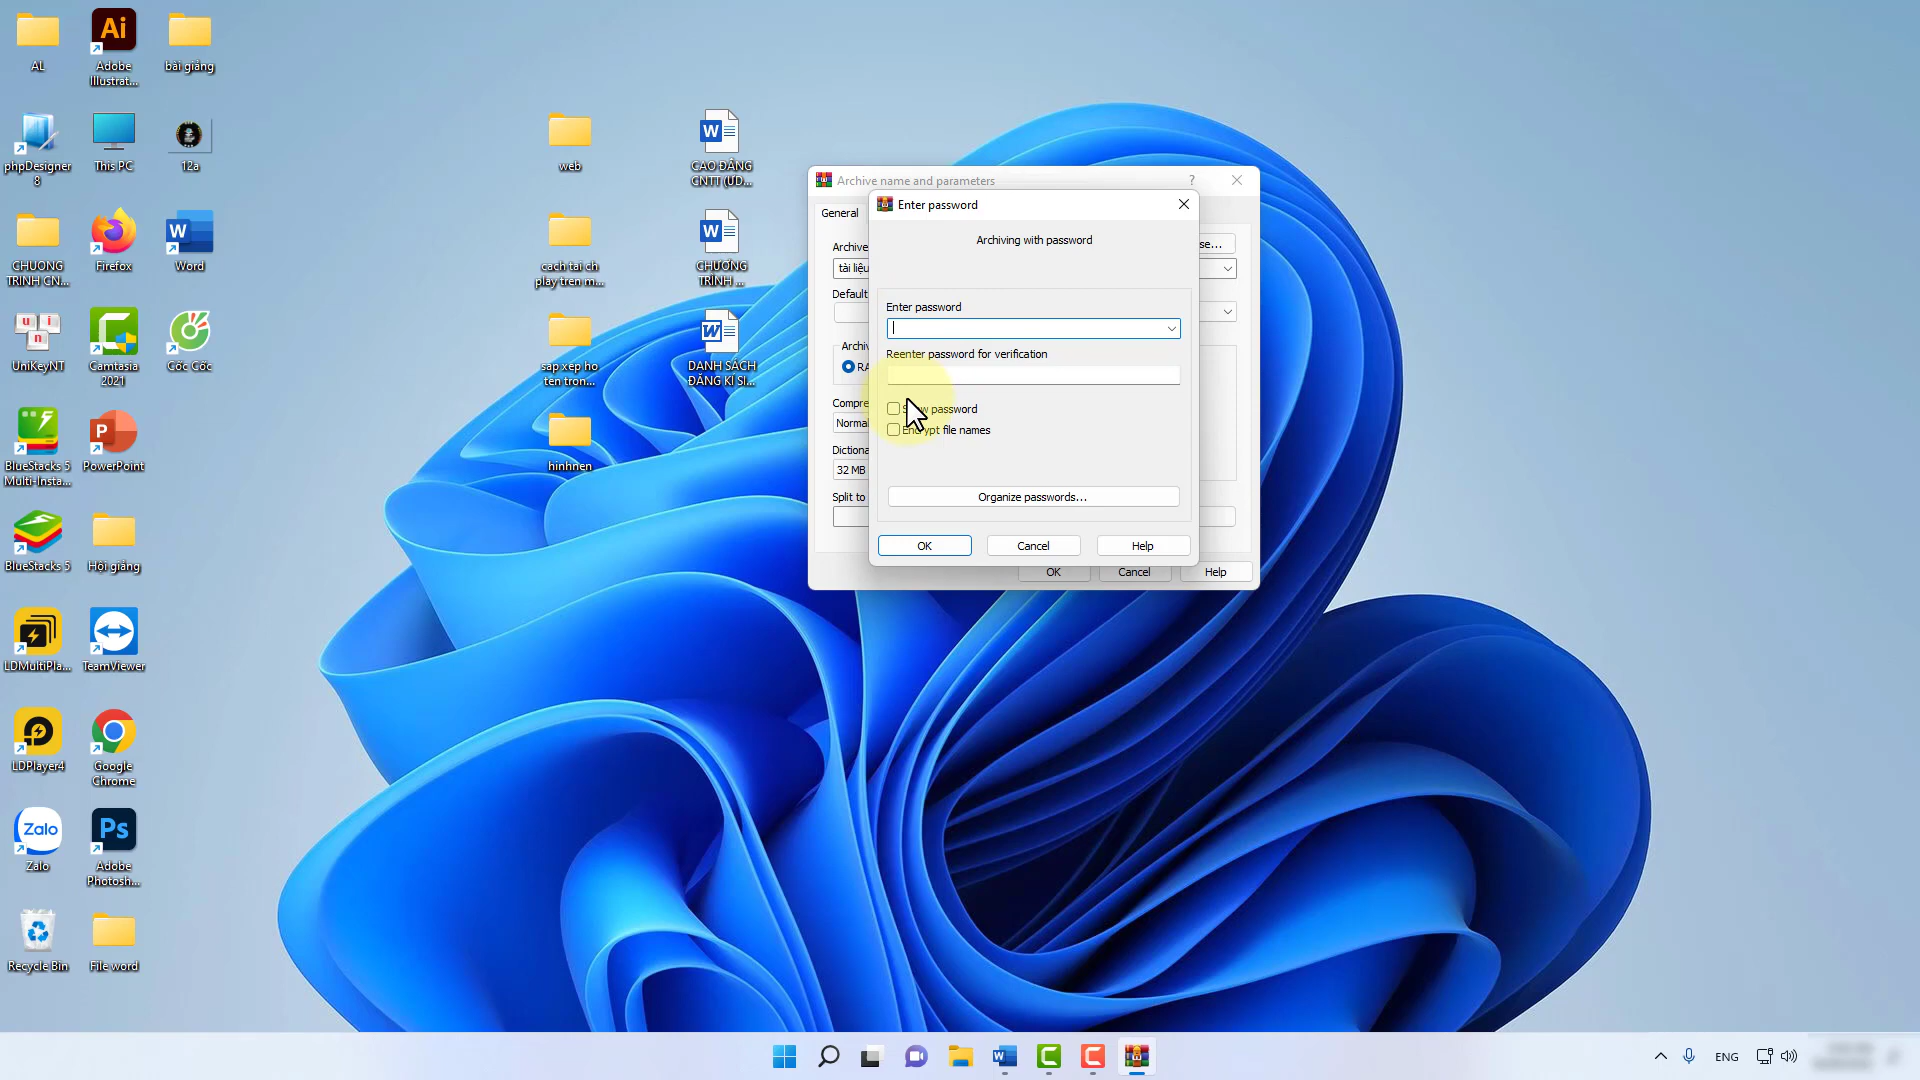 AL
Adobe
Illustrat...
bài giảng
phpDesigner
8
This PC
12a
CHUONG
TRINH CN...
Firefox
Word
UniKeyNT
Camtasia
2021
Cốc Cốc
BlueStacks 5
Multi-Insta...
PowerPoint
BlueStacks 5
Hội giảng
LDMultiPla...
TeamViewer
LDPlayer4
Google
Chrome
Zalo
Adobe
Photosh...
Recycle Bin
File word
web
cach tai ch
play tren m...
sap xep ho
ten tron...
hinhnen
CAO ĐẲNG
CNTT (UD...
CHƯƠNG
TRÌNH ...
DANH SÁCH
ĐĂNG KÍ SI...
Archive name and parameters
?
General
Archive
se...
tài liệu
Default
Archiv
RA
Compre
Normal
Dictiona
32 MB
Split to
OK
Cancel
Help
Enter password
Archiving with password
Enter password
Reenter password for verification
password
file names
Organize passwords...
OK
Cancel
Help
ENG